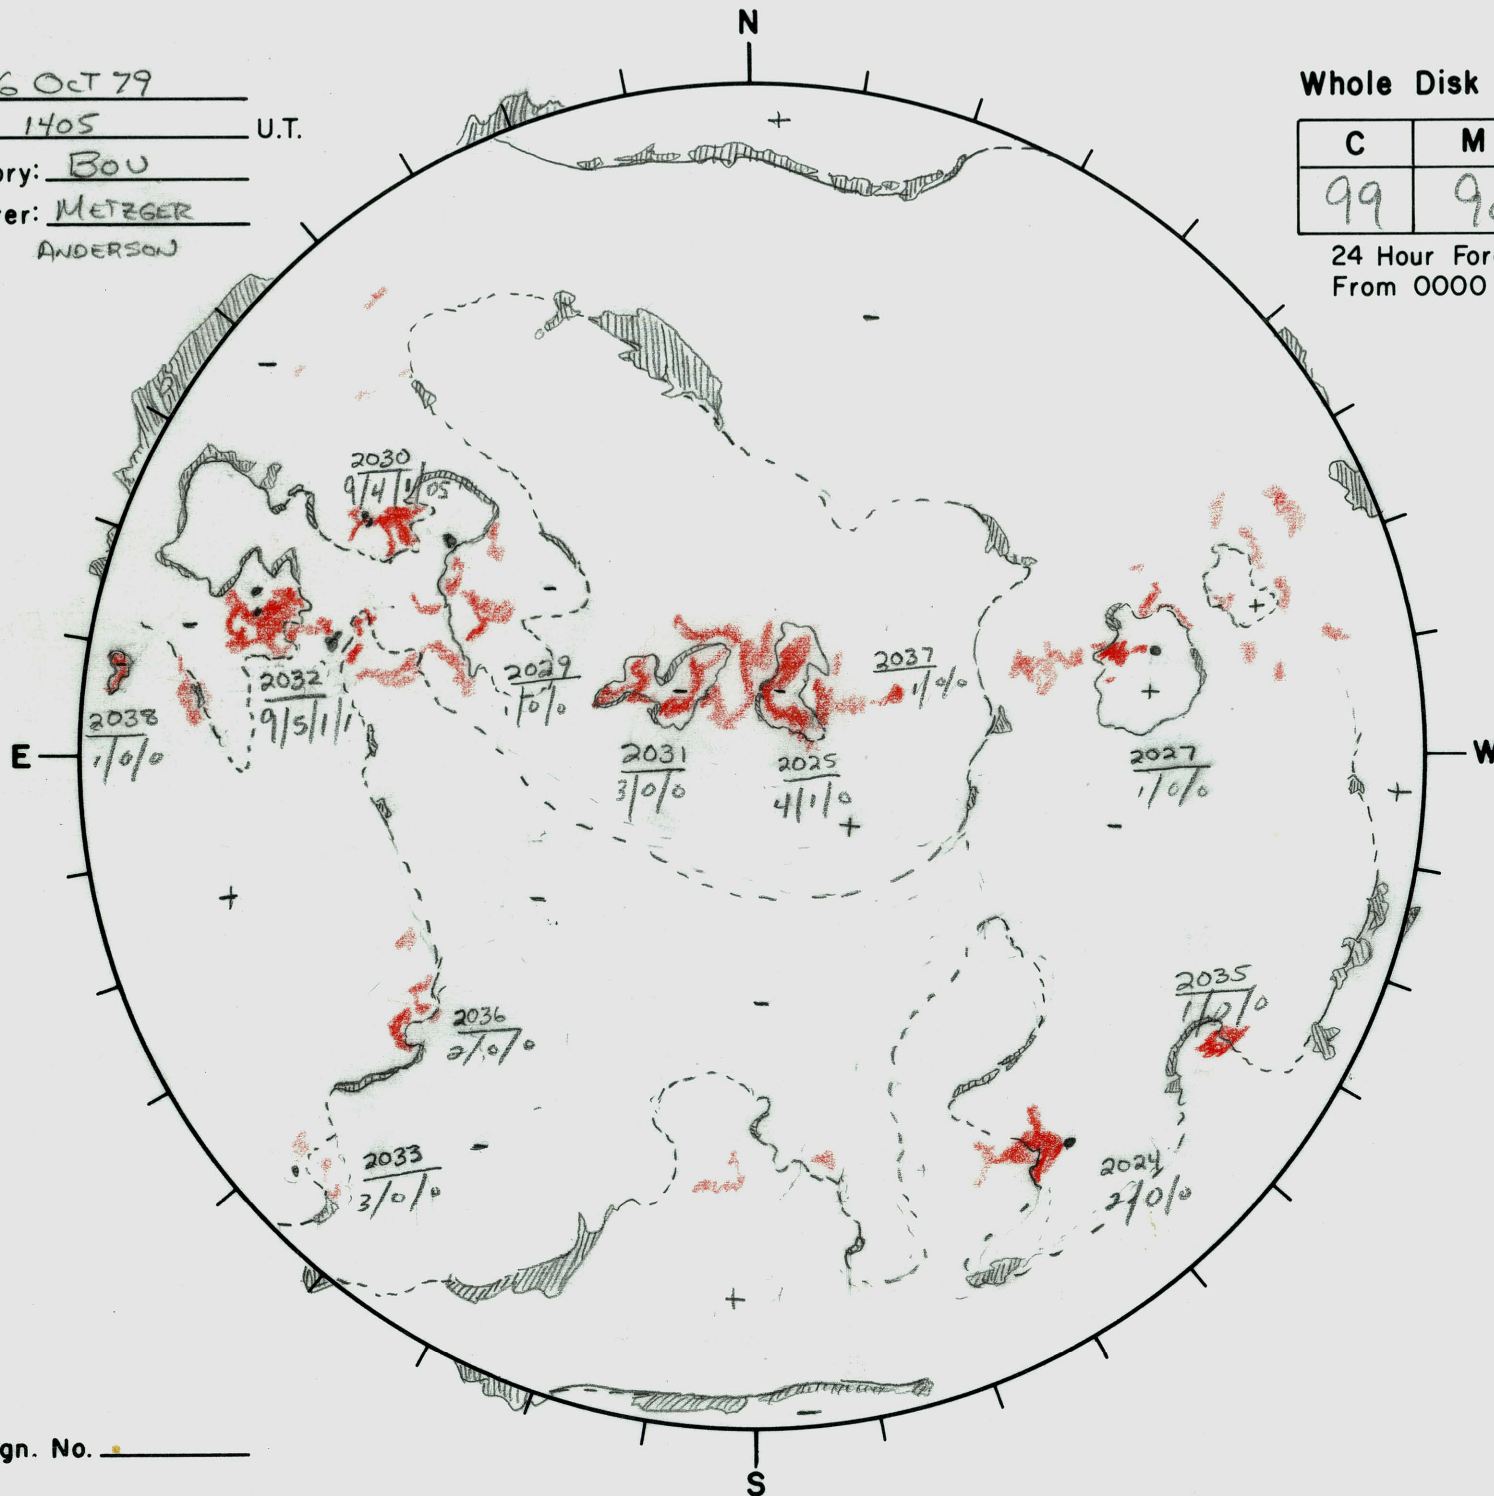 N
6 OCT 79
1405 U.T.
ory: BOU
er: METZGER
ANDERSON
Whole Disk
C M
99 9
24 Hour For
From 0000
+
-
-
2030
9/4/1/05
-
-
+
2032
9/5/1/1
2029
1/0/0
2037
1/0/0
2038
1/0/0
+
E
W
2031
3/0/0
2025
4/1/0
2027
1/0/0
+
+
-
+
-
-
2035
1/0/0
2036
2/0/0
2033
3/0/0
-
2024
2/0/0
+
-
gn. No.
S